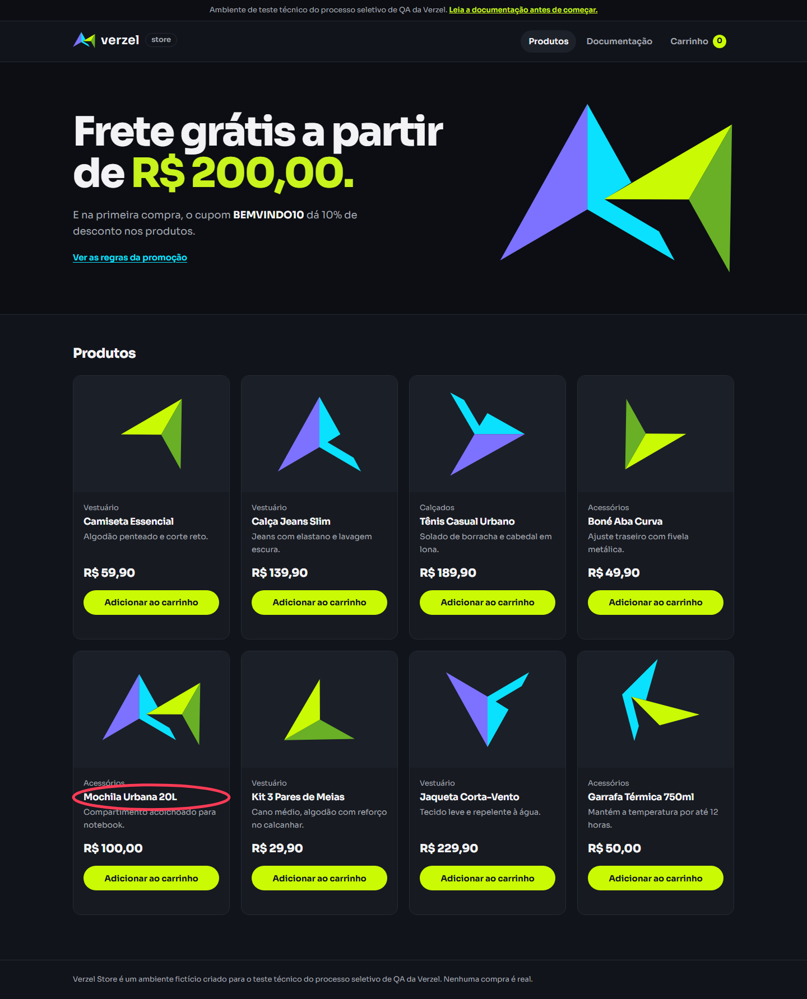 Ambiente de teste técnico do processo seletivo de QA da Verzel. Leia a documentação antes de começar.
verzel store
Produtos Documentação Carrinho 0
Frete grátis a partir
de R$ 200,00.
E na primeira compra, o cupom BEMVINDO10 dá 10% de
desconto nos produtos.
Ver as regras da promoção
Produtos
Vestuário
Camiseta Essencial
Algodão penteado e corte reto.
R$ 59,90
Adicionar ao carrinho
Vestuário
Calça Jeans Slim
Jeans com elastano e lavagem
escura.
R$ 139,90
Adicionar ao carrinho
Calçados
Tênis Casual Urbano
Solado de borracha e cabedal em
lona.
R$ 189,90
Adicionar ao carrinho
Acessórios
Boné Aba Curva
Ajuste traseiro com fivela
metálica.
R$ 49,90
Adicionar ao carrinho
Acessórios
Mochila Urbana 20L
Compartimento acolchoado para
notebook.
R$ 100,00
Adicionar ao carrinho
Vestuário
Kit 3 Pares de Meias
Cano médio, algodão com reforço
no calcanhar.
R$ 29,90
Adicionar ao carrinho
Vestuário
Jaqueta Corta-Vento
Tecido leve e repelente à água.
R$ 229,90
Adicionar ao carrinho
Acessórios
Garrafa Térmica 750ml
Mantém a temperatura por até 12
horas.
R$ 50,00
Adicionar ao carrinho
Verzel Store é um ambiente fictício criado para o teste técnico do processo seletivo de QA da Verzel. Nenhuma compra é real.